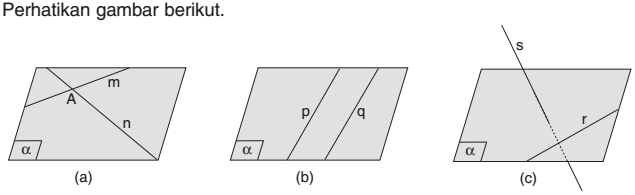 Perhatikan gambar berikut.
s
m
A
n
α
p
q
α
r
α
(a)
(b)
(c)